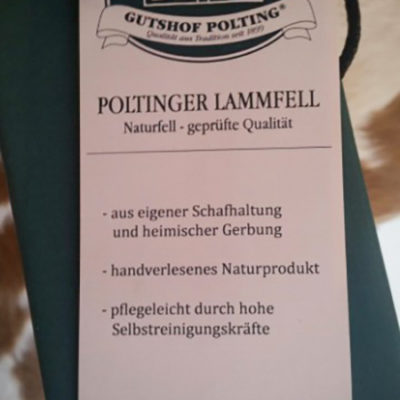 GUTSHOF POLTING®
Qualität aus Tradition seit 1899
POLTINGER LAMMFELL
Naturfell - geprüfte Qualität
- aus eigener Schafhaltung
und heimischer Gerbung
- handverlesenes Naturprodukt
- pflegeleicht durch hohe
Selbstreinigungskräfte